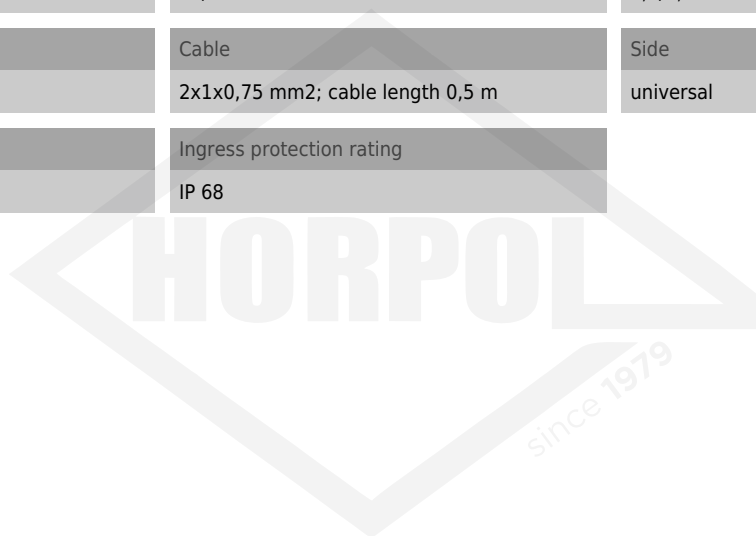 Cable
Side
2x1x0,75 mm2; cable length 0,5 m
universal
Ingress protection rating
IP 68
HORPOL
since 1979